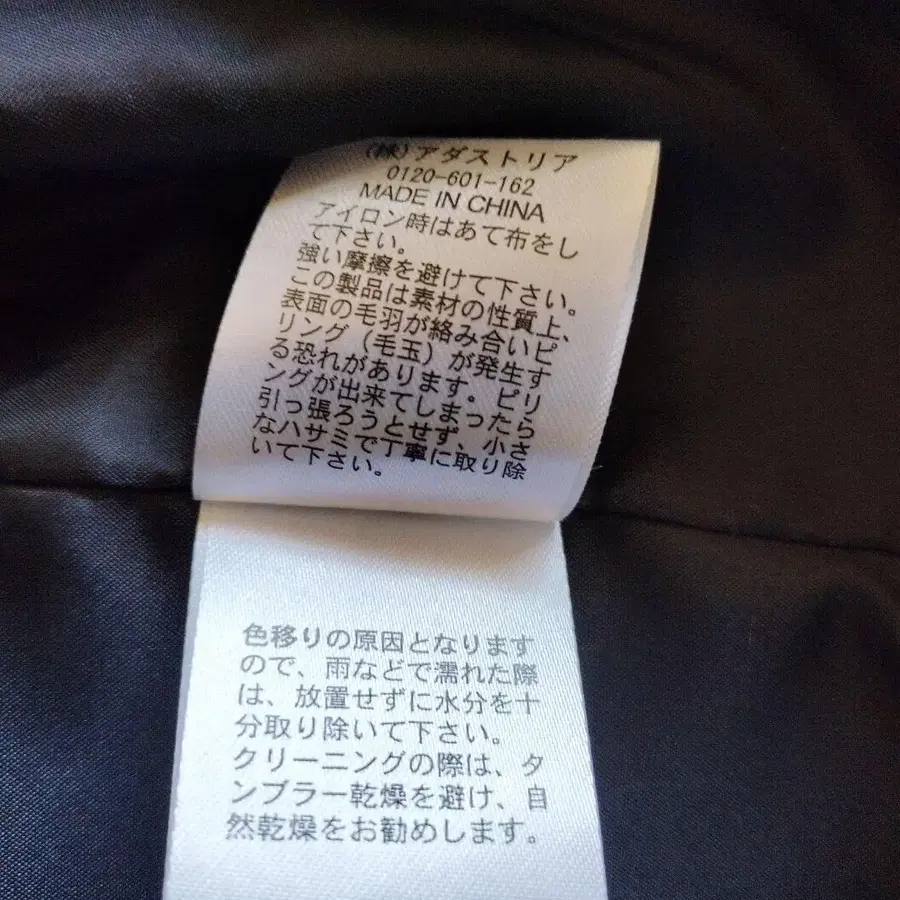 (株)アダストリア
0120-601-162
MADE IN CHINA
アイロン時はあて布をし
て下さい。
強い摩擦を避けて下さい。
この製品は素材の性質上、
表面の毛羽が絡み合いピ
リング（毛玉）が発生す
る恐れがあります。ピリ
ングが出来てしまったら
引っ張ろうとせず、小さ
なハサミで丁寧に取り除
いて下さい。
色移りの原因となります
ので、雨などで濡れた際
は、放置せずに水分を十
分取り除いて下さい。
クリーニングの際は、タ
ンブラー乾燥を避け、自
然乾燥をお勧めします。